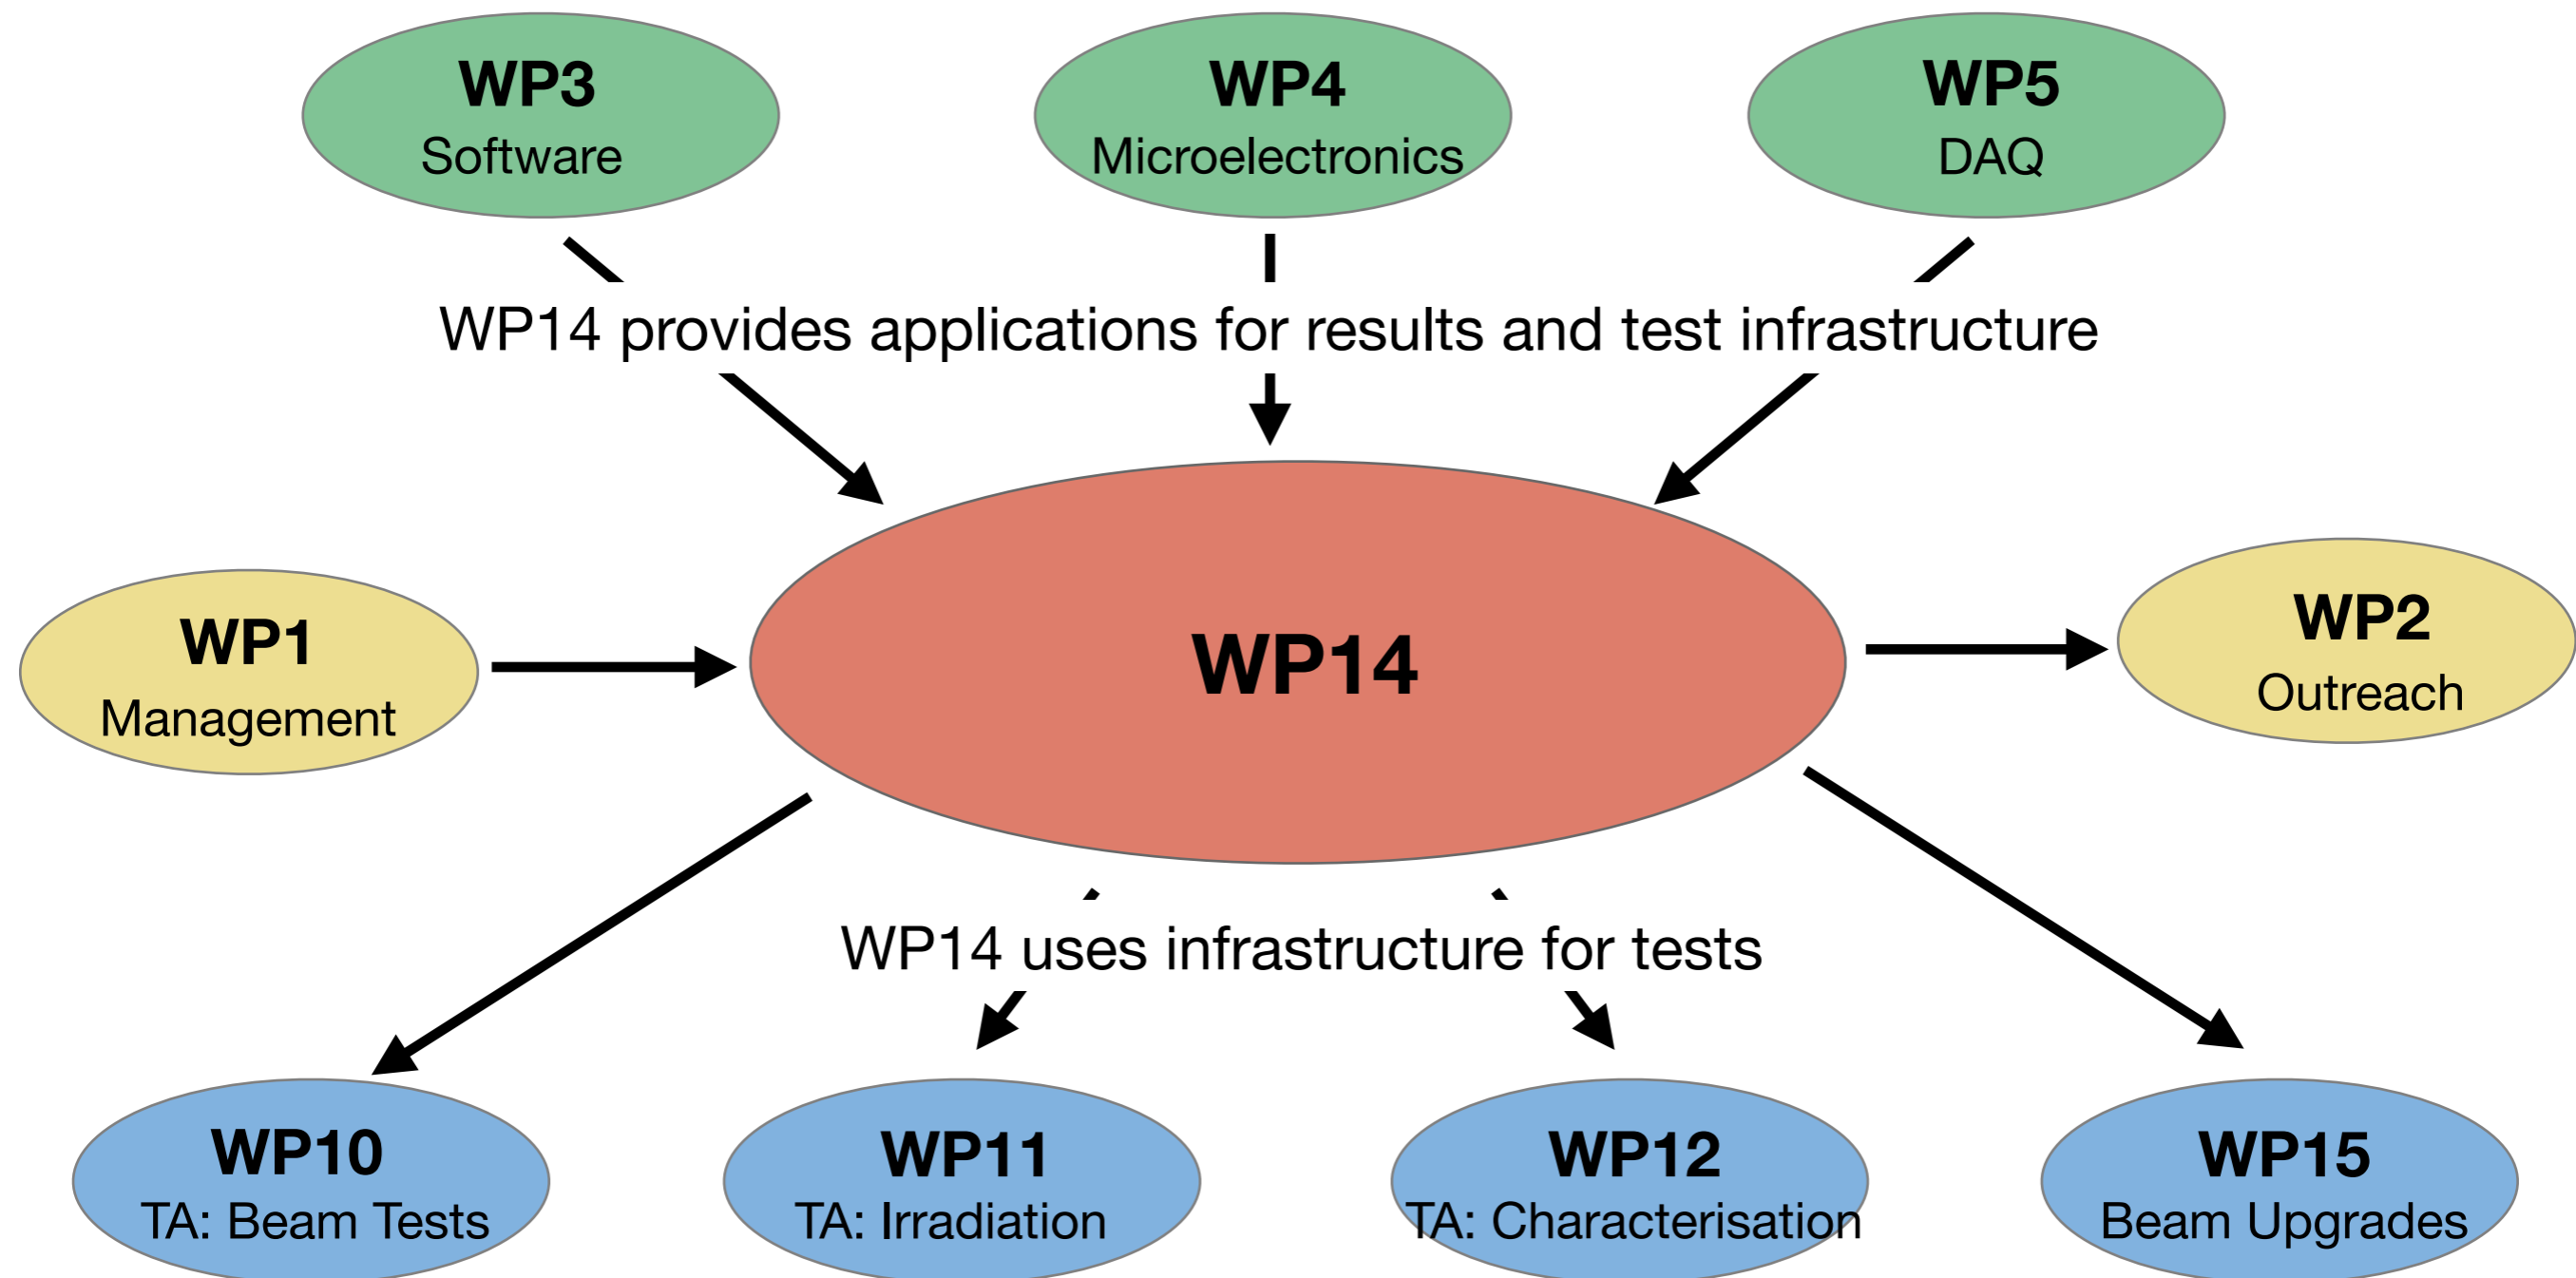 WP3
Software
WP4
Microelectronics
WP5
DAQ
WP14 provides applications for results and test infrastructure
WP1
Management
WP14
WP2
Outreach
WP14 uses infrastructure for tests
WP10
TA: Beam Tests
WP11
TA: Irradiation
WP12
TA: Characterisation
WP15
Beam Upgrades